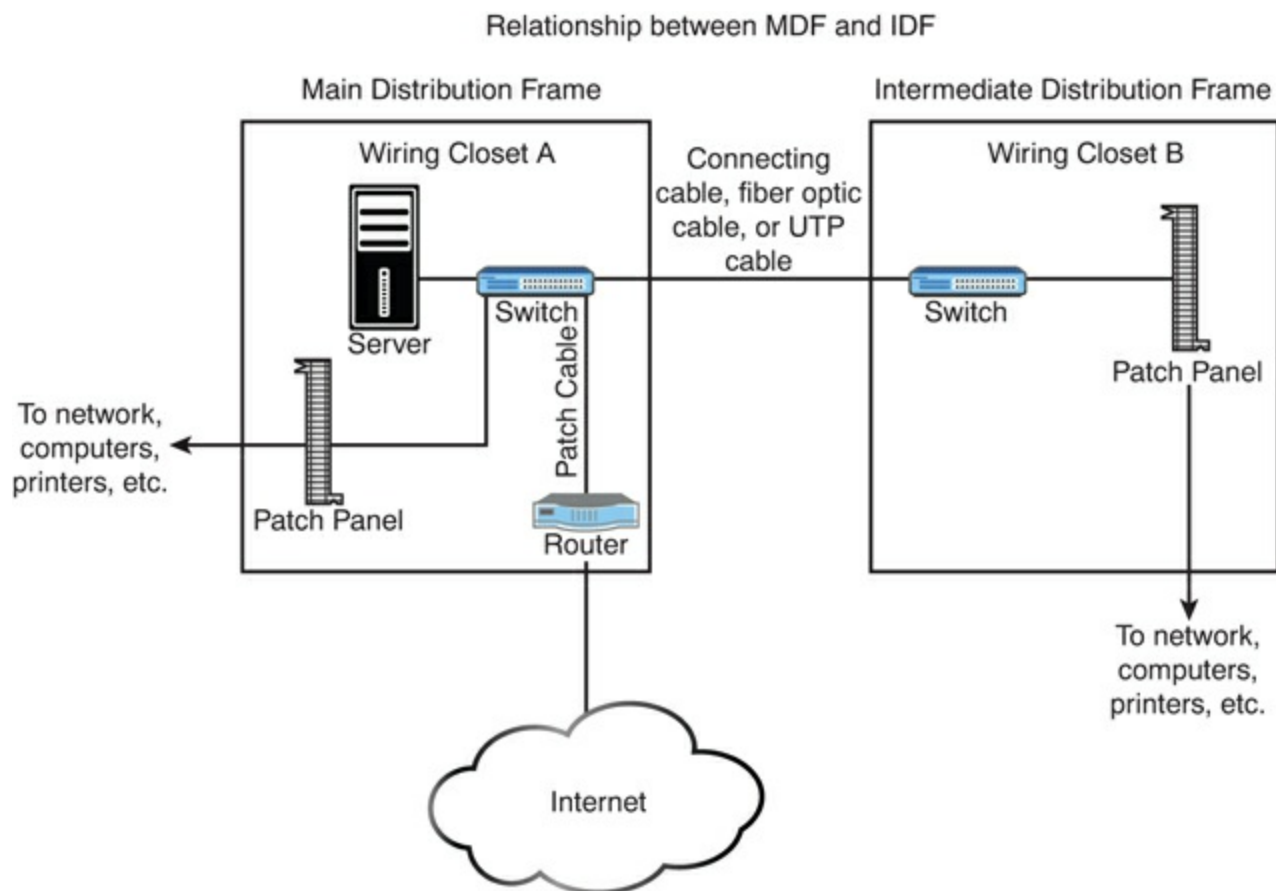 Relationship between MDF and IDF
Main Distribution Frame
Intermediate Distribution Frame
Wiring Closet A
Wiring Closet B
Connecting
cable, fiber optic
cable, or UTP
cable
Server
Switch
Switch
Patch Cable
Patch Panel
To network,
computers,
printers, etc.
Patch Panel
Router
To network,
computers,
printers, etc.
Internet